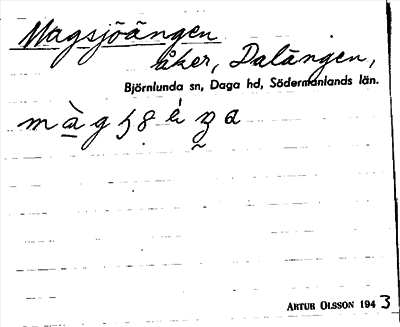 Magsjöängen
åker, Dalängen,
Björnlunda sn, Daga hd, Södermanlands län.
ARTUR OLSSON 1943